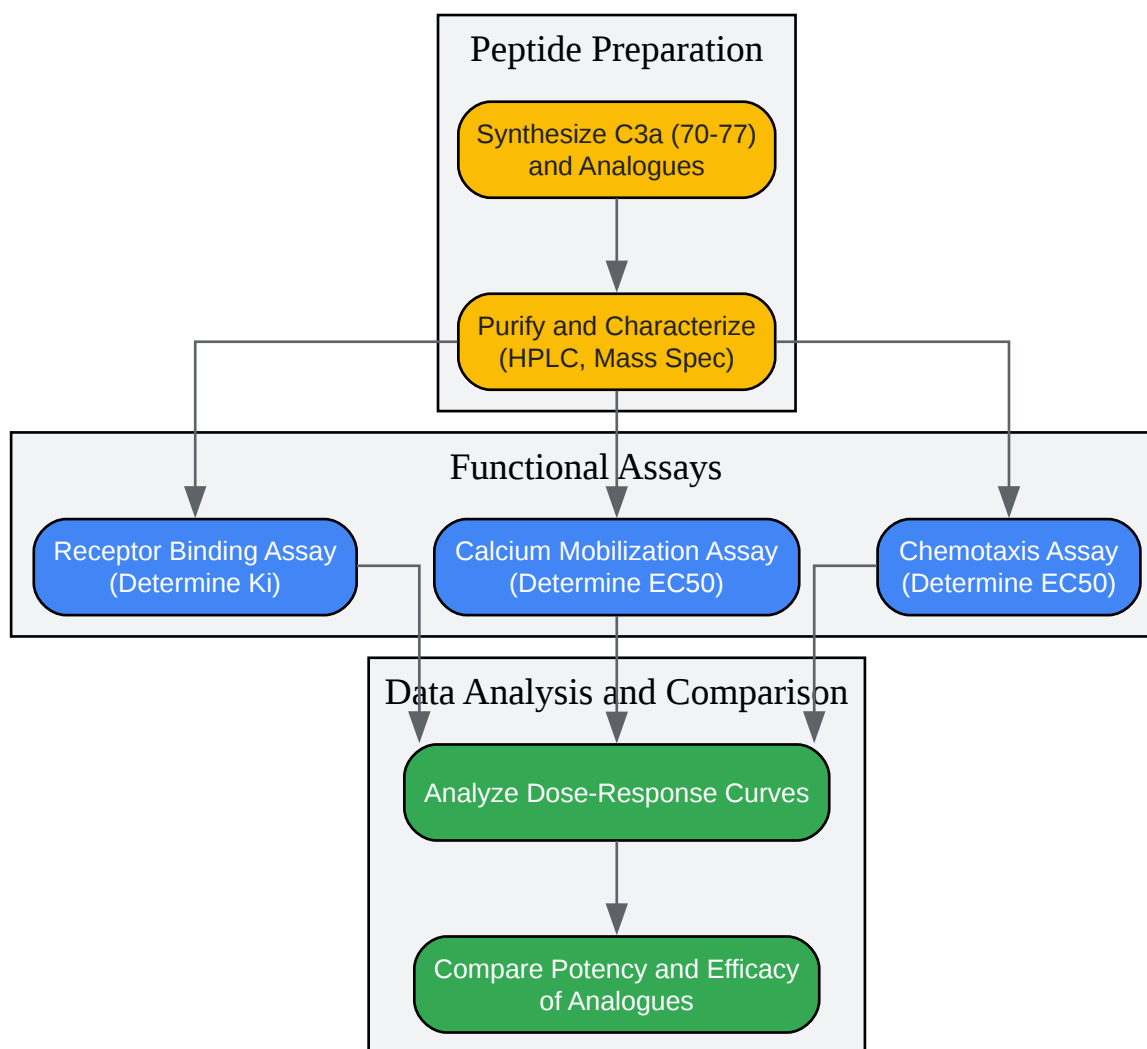 Peptide Preparation
Synthesize C3a (70-77)
and Analogues
Purify and Characterize
(HPLC, Mass Spec)
Functional Assays
Receptor Binding Assay
(Determine Ki)
Calcium Mobilization Assay
(Determine EC50)
Chemotaxis Assay
(Determine EC50)
Data Analysis and Comparison
Analyze Dose-Response Curves
Compare Potency and Efficacy
of Analogues